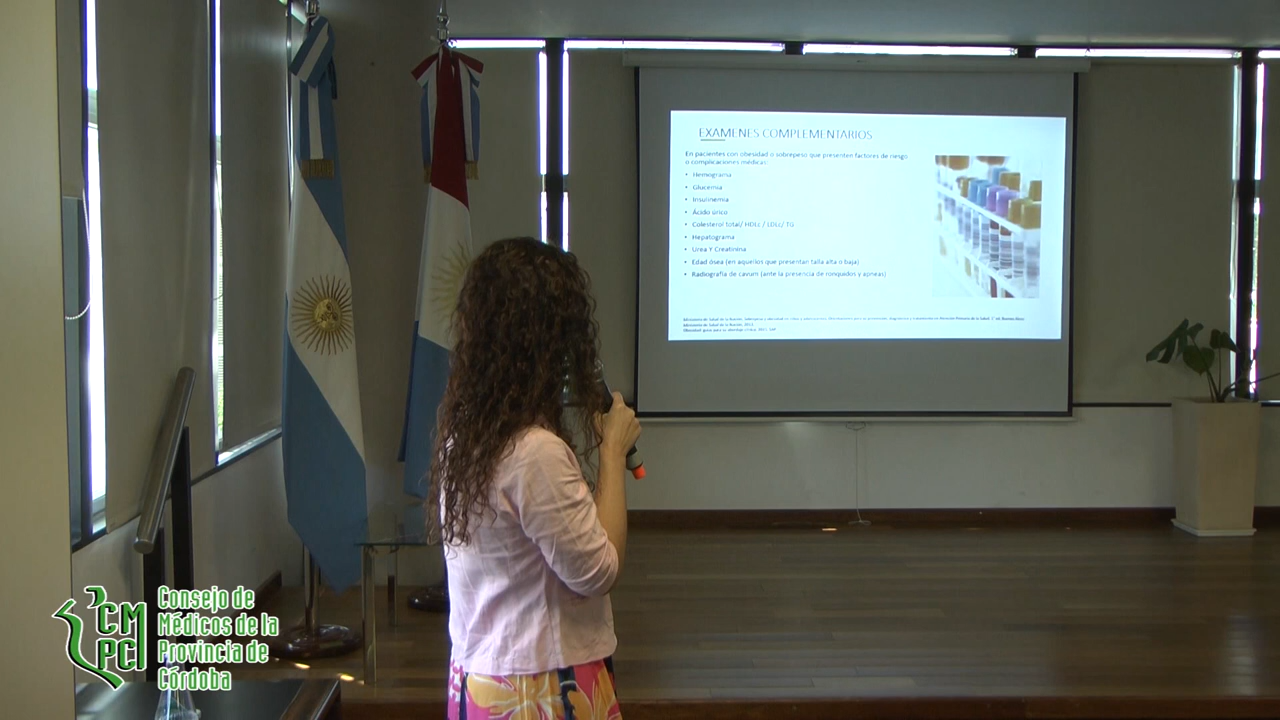 EXAMENES COMPLEMENTARIOS
En pacientes con obesidad o sobrepeso que presenten factores de riesgo
o complicaciones médicas:
• Hemograma
• Glucemia
• Insulinemia
• Ácido úrico
• Colesterol total/ HDLc / LDLc/ TG
• Hepatograma
• Urea Y Creatinina
• Edad ósea (en aquellos que presentan talla alta o baja)
• Radiografía de cavum (ante la presencia de ronquidos y apneas)
CM
PC
Consejo de
Médicos de la
Provincia de
Córdoba